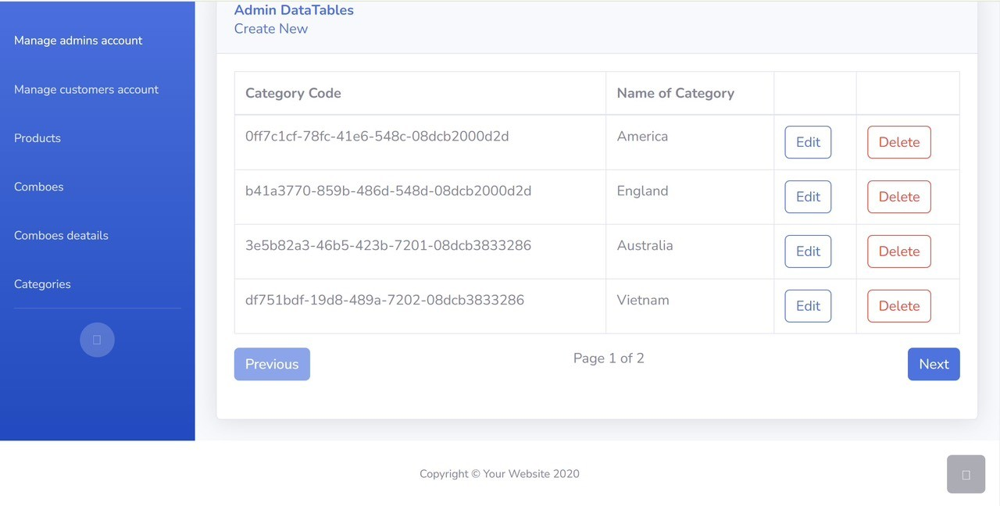 Manage admins account
Manage customers account
Products
Comboes
Comboes deatails
Categories
Admin DataTables
Create New
Category Code Name of Category
0ff7c1cf-78fc-41e6-548c-08dcb2000d2d America Edit Delete
b41a3770-859b-486d-548d-08dcb2000d2d England Edit Delete
3e5b82a3-46b5-423b-7201-08dcb3833286 Australia Edit Delete
df751bdf-19d8-489a-7202-08dcb3833286 Vietnam Edit Delete
Previous Page 1 of 2 Next
Copyright © Your Website 2020